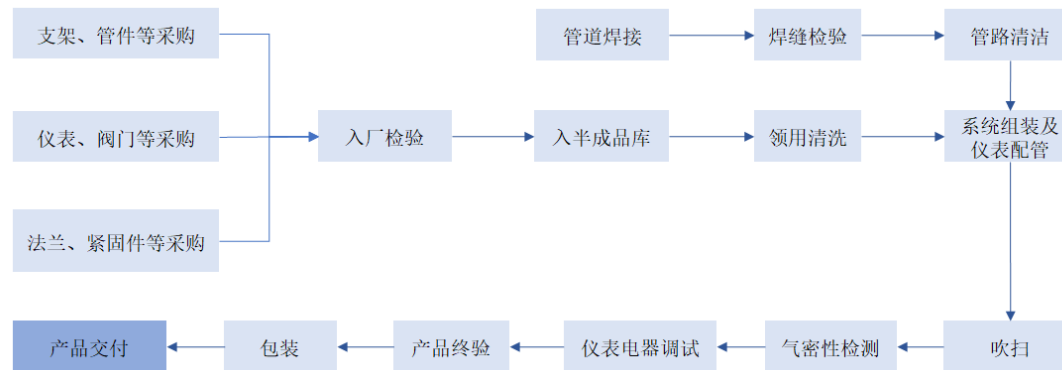 支架、管件等采购
管道焊接
焊缝检验
管路清洁
仪表、阀门等采购
入厂检验
入半成品库
领用清洗
系统组装及
仪表配管
法兰、紧固件等采购
产品交付
包装
产品终验
仪表电器调试
气密性检测
吹扫